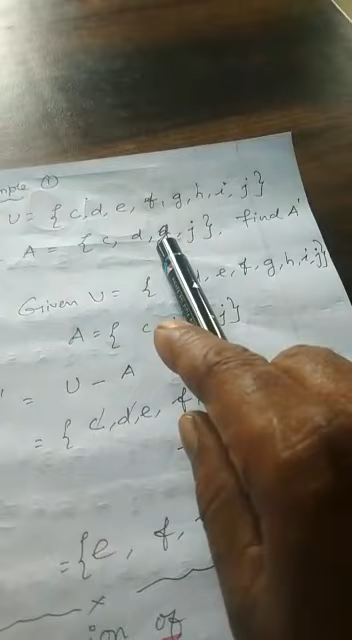 mple ①
U = { c, d, e, f, g, h, i, j }
A = { c, d, g, j }, find A'
Given U = { d, e, f, g, h, i, j }
A = { c j }
' = U - A
= { c, d, e, f
= { e, f,
x
ion of